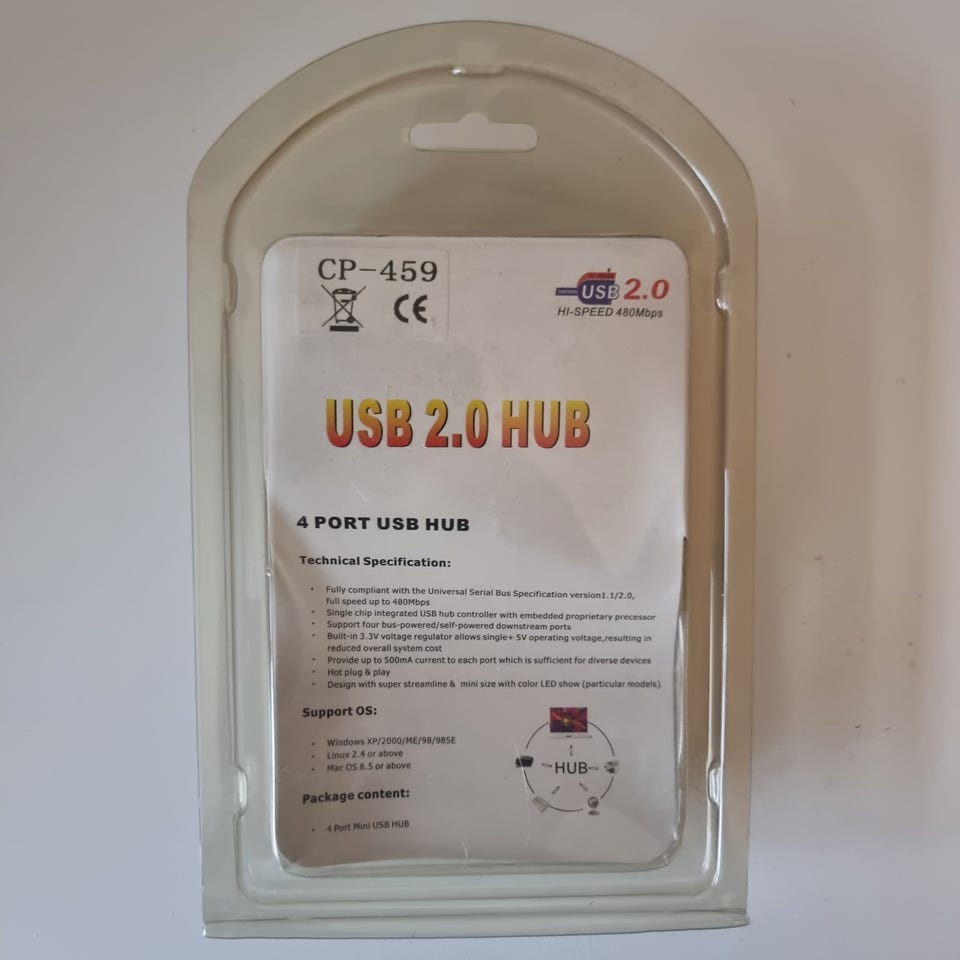 CP-459
CE
USB 2.0
HI-SPEED 480Mbps
USB 2.0 HUB
4 PORT USB HUB
Technical Specification:
· Fully compliant with the Universal Serial Bus Specification version1.1/2.0,
full speed up to 480Mbps
· Single chip integrated USB hub controller with embedded proprietary precessor
· Support four bus-powered/self-powered downstream ports
· Built-in 3.3V voltage regulator allows single+ 5V operating voltage,resulting in
reduced overall system cost
· Provide up to 500mA current to each port which is sufficient for diverse devices
· Hot plug & play
· Design with super streamline & mini size with color LED show (particular models)
Support OS:
· Windows XP/2000/ME/98/98SE
· Linux 2.4 or above
· Mac OS 8.5 or above
HUB
Package content:
· 4 Port Mini USB HUB